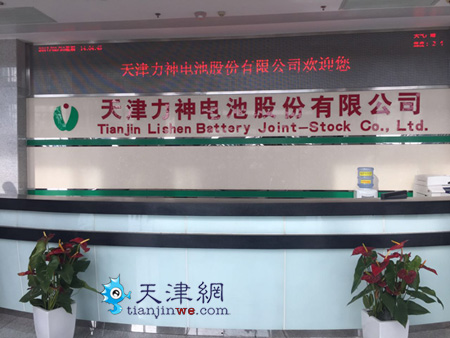 天津力神电池股份有限公司欢迎您
天津力神电池股份有限公司
Tianjin Lishen Battery Joint-Stock Co., Ltd.
天津網
tianjinwe.com